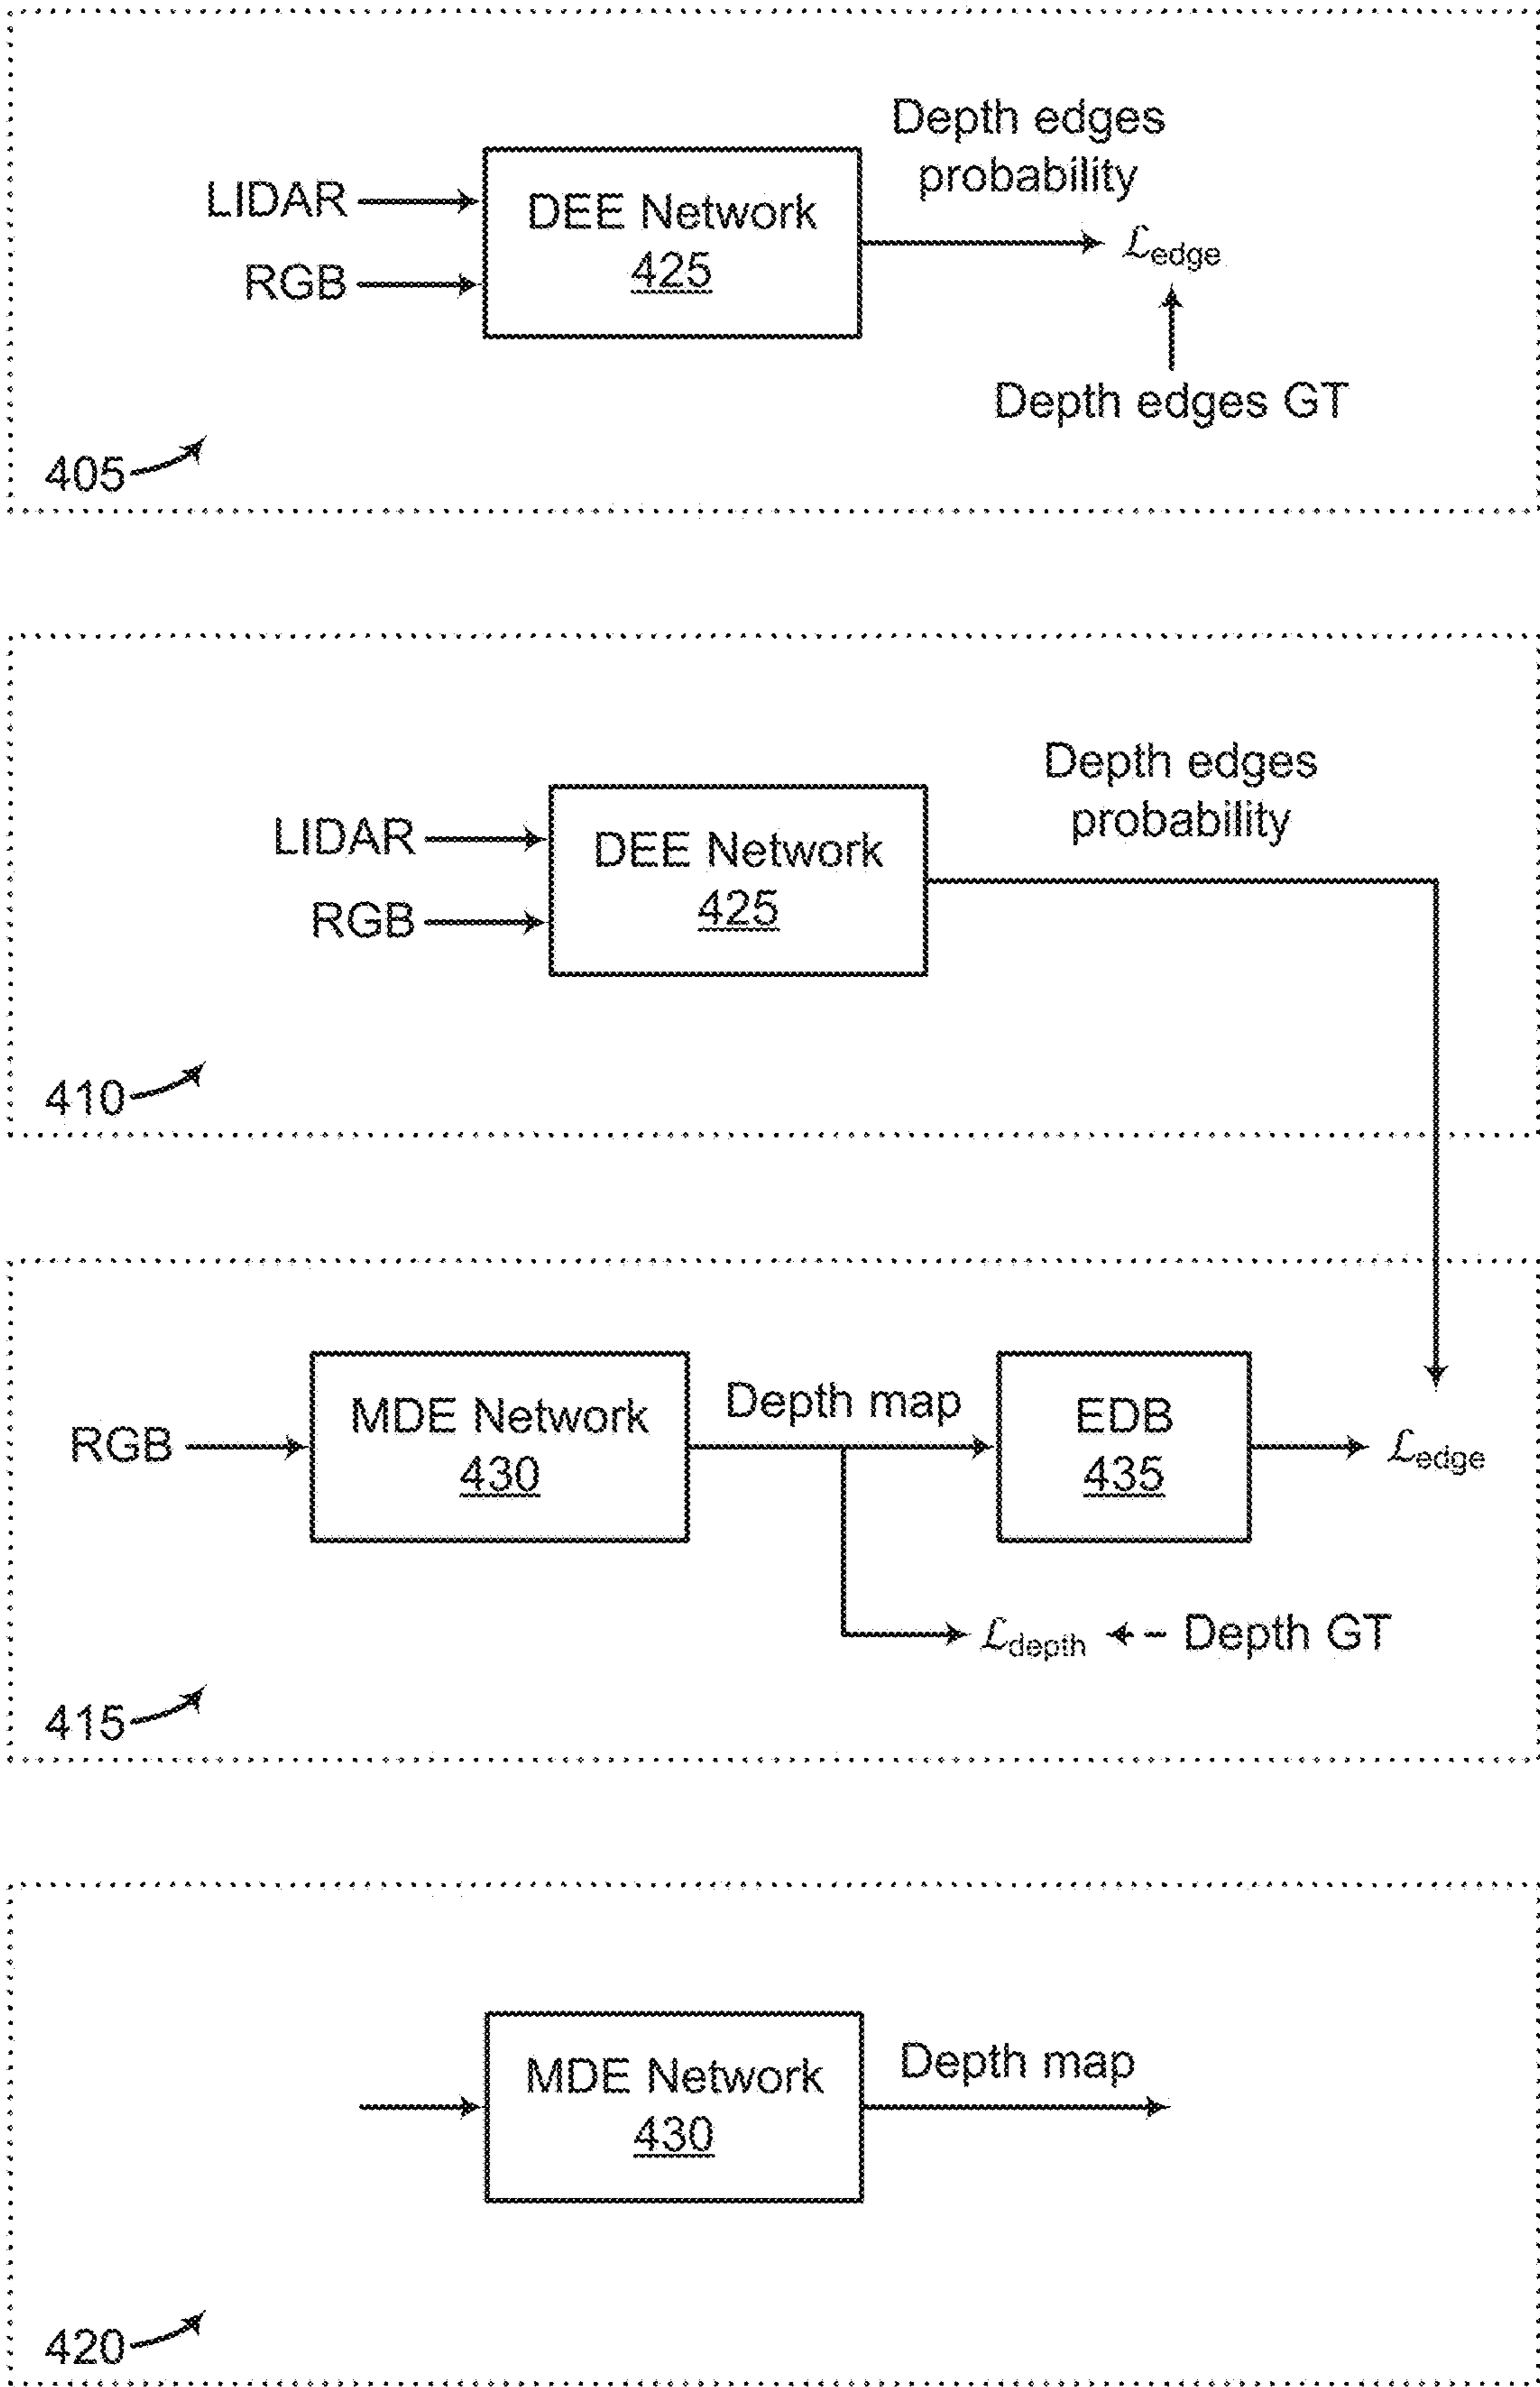 Depth edges
probability
LIDAR
RGB
DEE Network
425
ℒedge
Depth edges GT
405
Depth edges
probability
LIDAR
RGB
DEE Network
425
410
RGB
MDE Network
430
Depth map
EDB
435
ℒedge
ℒdepth
Depth GT
415
MDE Network
430
Depth map
420